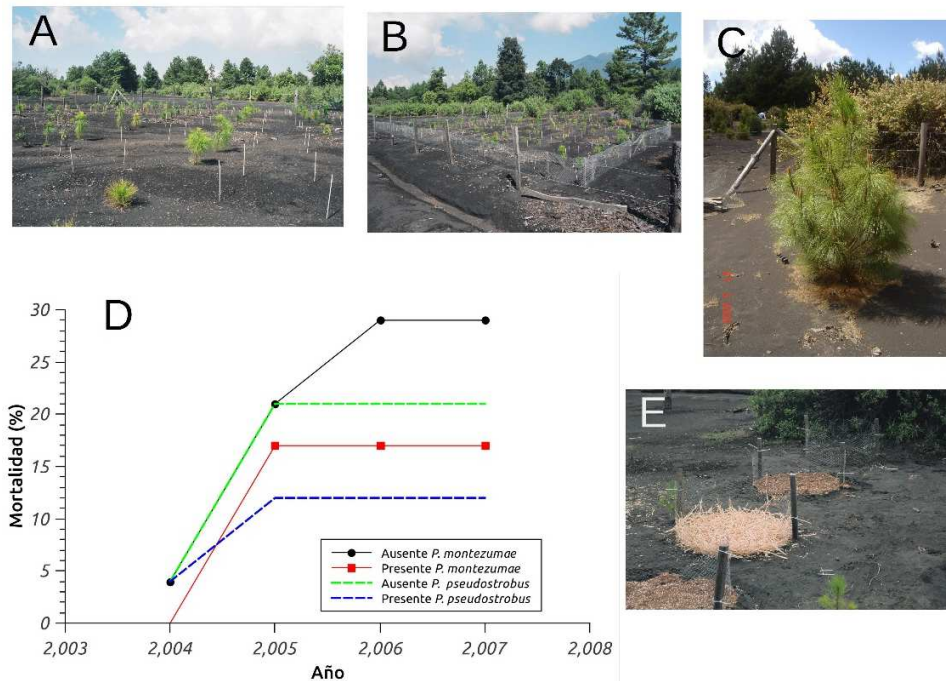 A
B
C
D
30
25
20
15
10
5
0
Mortalidad (%)
Ausente P. montezumae
Presente P. montezumae
Ausente P. pseudostrobus
Presente P. pseudostrobus
2,003 2,004 2,005 2,006 2,007 2,008
Año
E